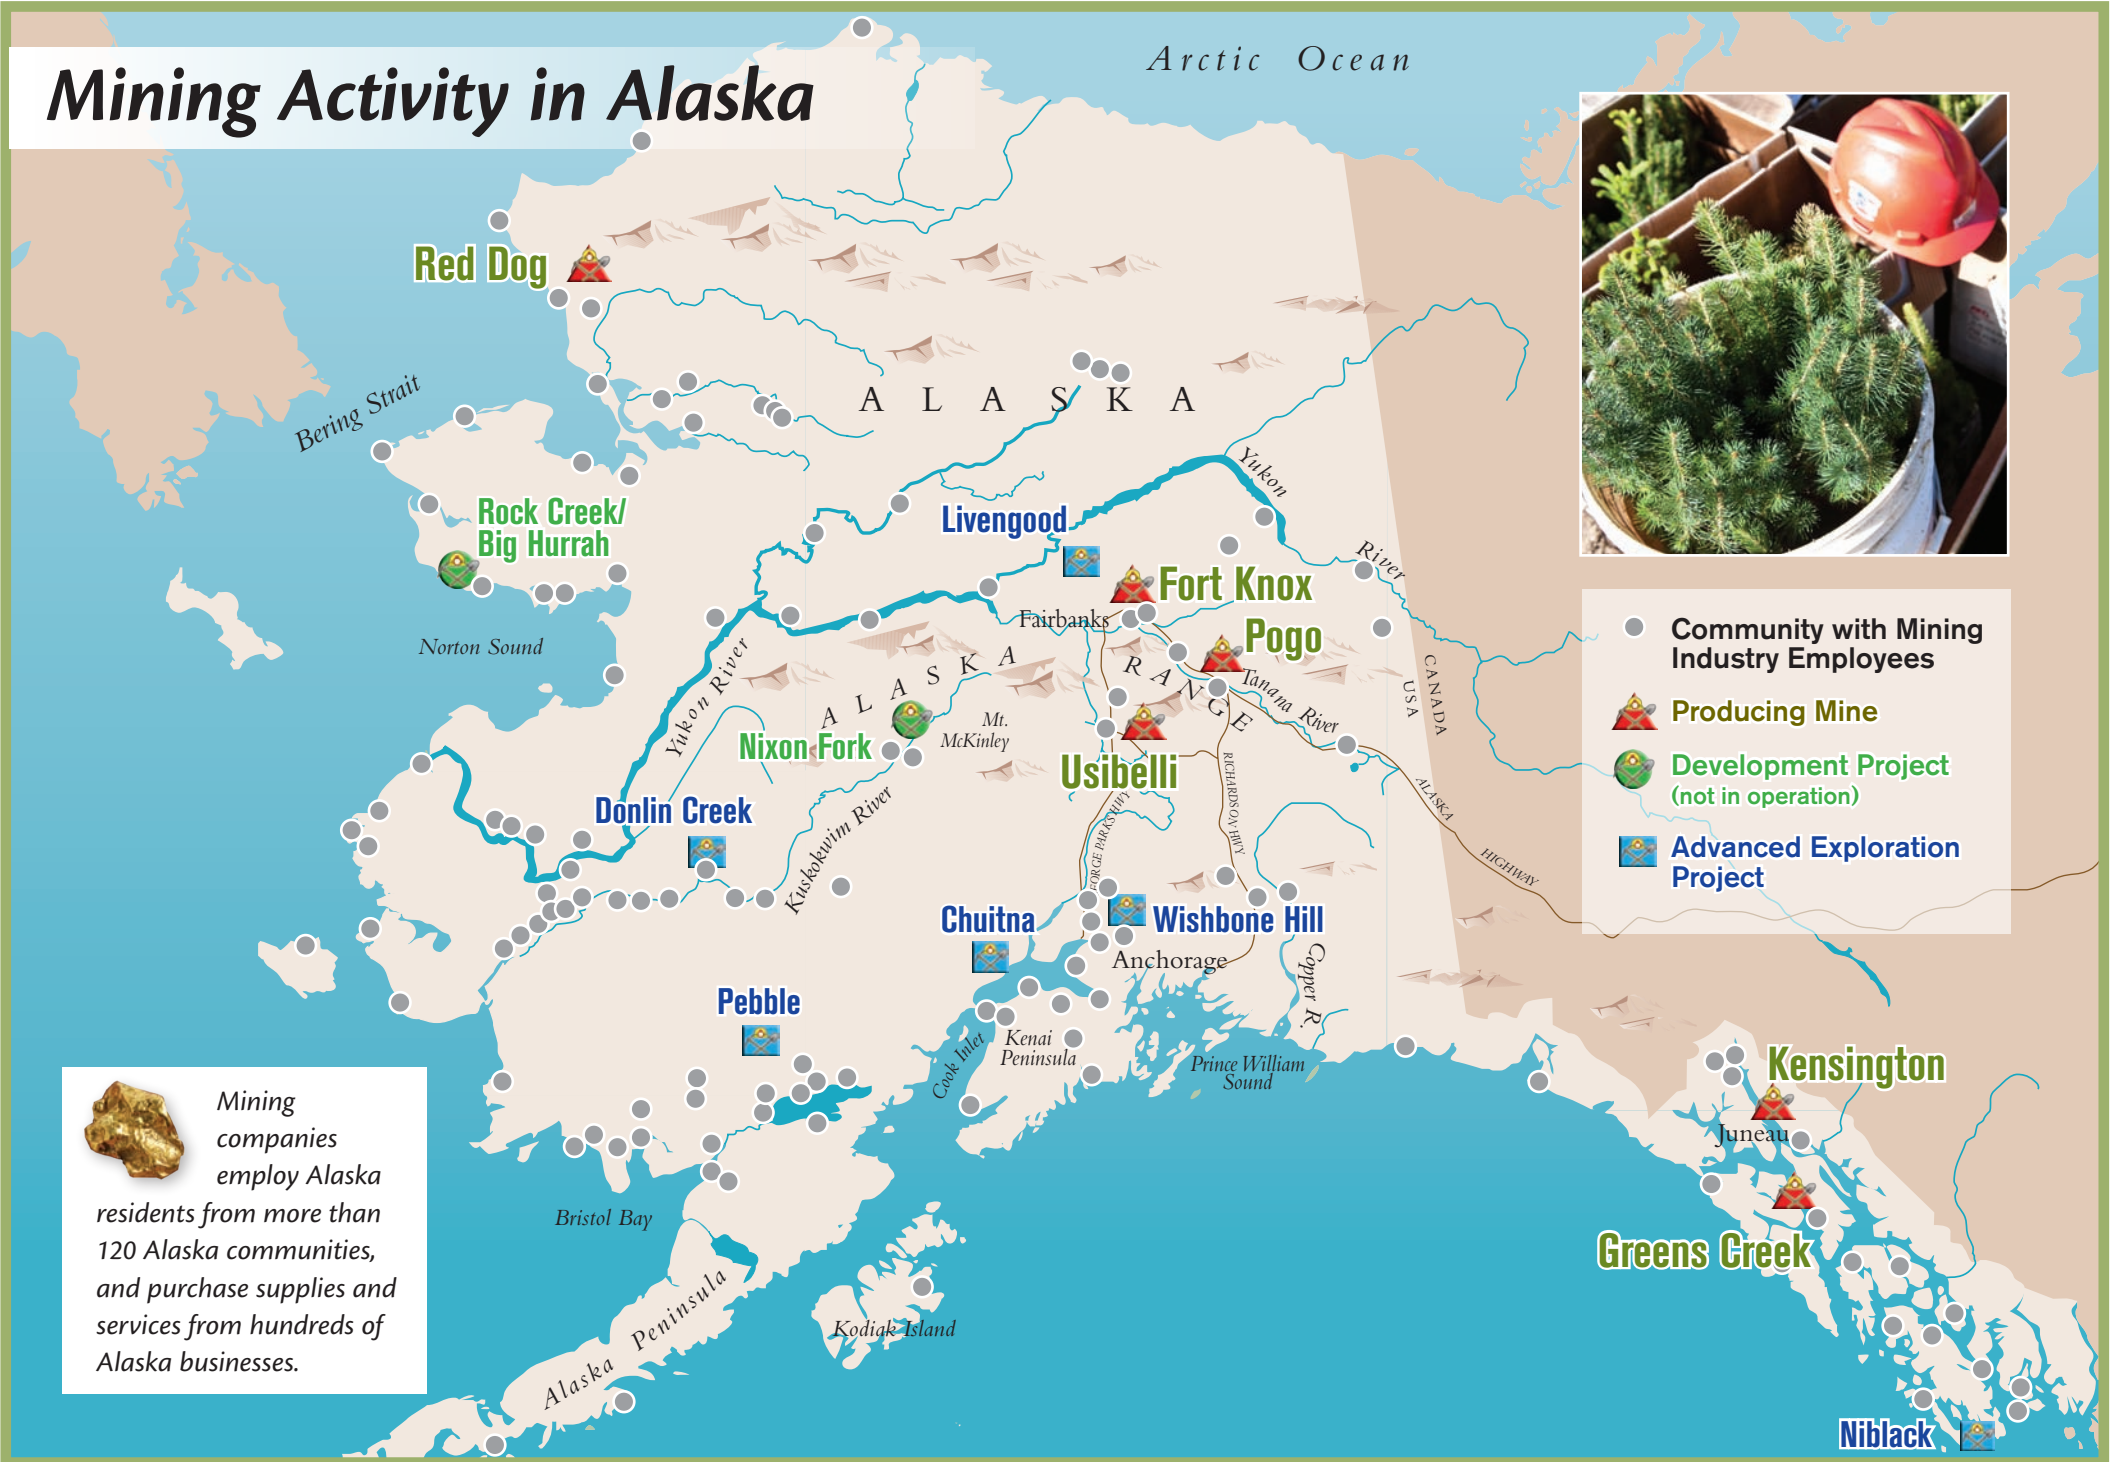 Mining Activity in Alaska
Arctic Ocean
Red Dog
Bering Strait
A L A S K A
Yukon
River
Rock Creek/
Big Hurrah
Livengood
Fort Knox
Fairbanks
Pogo
Norton Sound
Yukon River
ALASKA
RANGE
Tanana River
CANADA
USA
Nixon Fork
Mt.
McKinley
Usibelli
RICHARDSON HWY
ALASKA
HIGHWAY
Donlin Creek
Kuskokwim River
ORGE PARKS HWY
Chuitna
Wishbone Hill
Anchorage
Copper R.
Pebble
Cook Inlet
Kenai
Peninsula
Prince William
Sound
Kensington
Juneau
Greens Creek
Bristol Bay
Alaska Peninsula
Kodiak Island
Niblack
Community with Mining
Industry Employees
Producing Mine
Development Project
(not in operation)
Advanced Exploration
Project
Mining
companies
employ Alaska
residents from more than
120 Alaska communities,
and purchase supplies and
services from hundreds of
Alaska businesses.